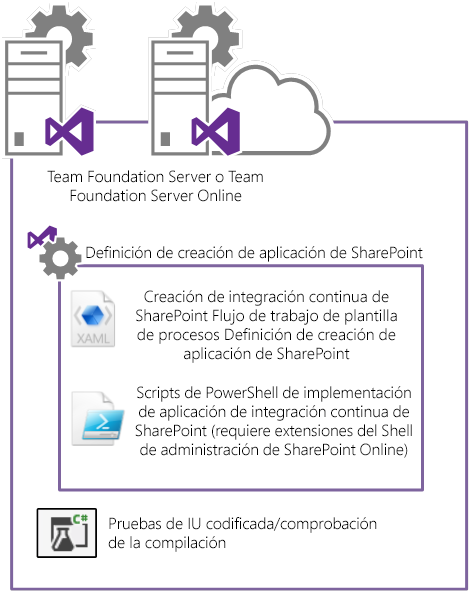 Team Foundation Server o Team
Foundation Server Online
Definición de creación de aplicación de SharePoint
Creación de integración continua de
SharePoint Flujo de trabajo de plantilla
de procesos Definición de creación de
aplicación de SharePoint
XAML
Scripts de PowerShell de implementación
de aplicación de integración continua de
SharePoint (requiere extensiones del Shell
de administración de SharePoint Online)
C#
Pruebas de IU codificada/comprobación
de la compilación